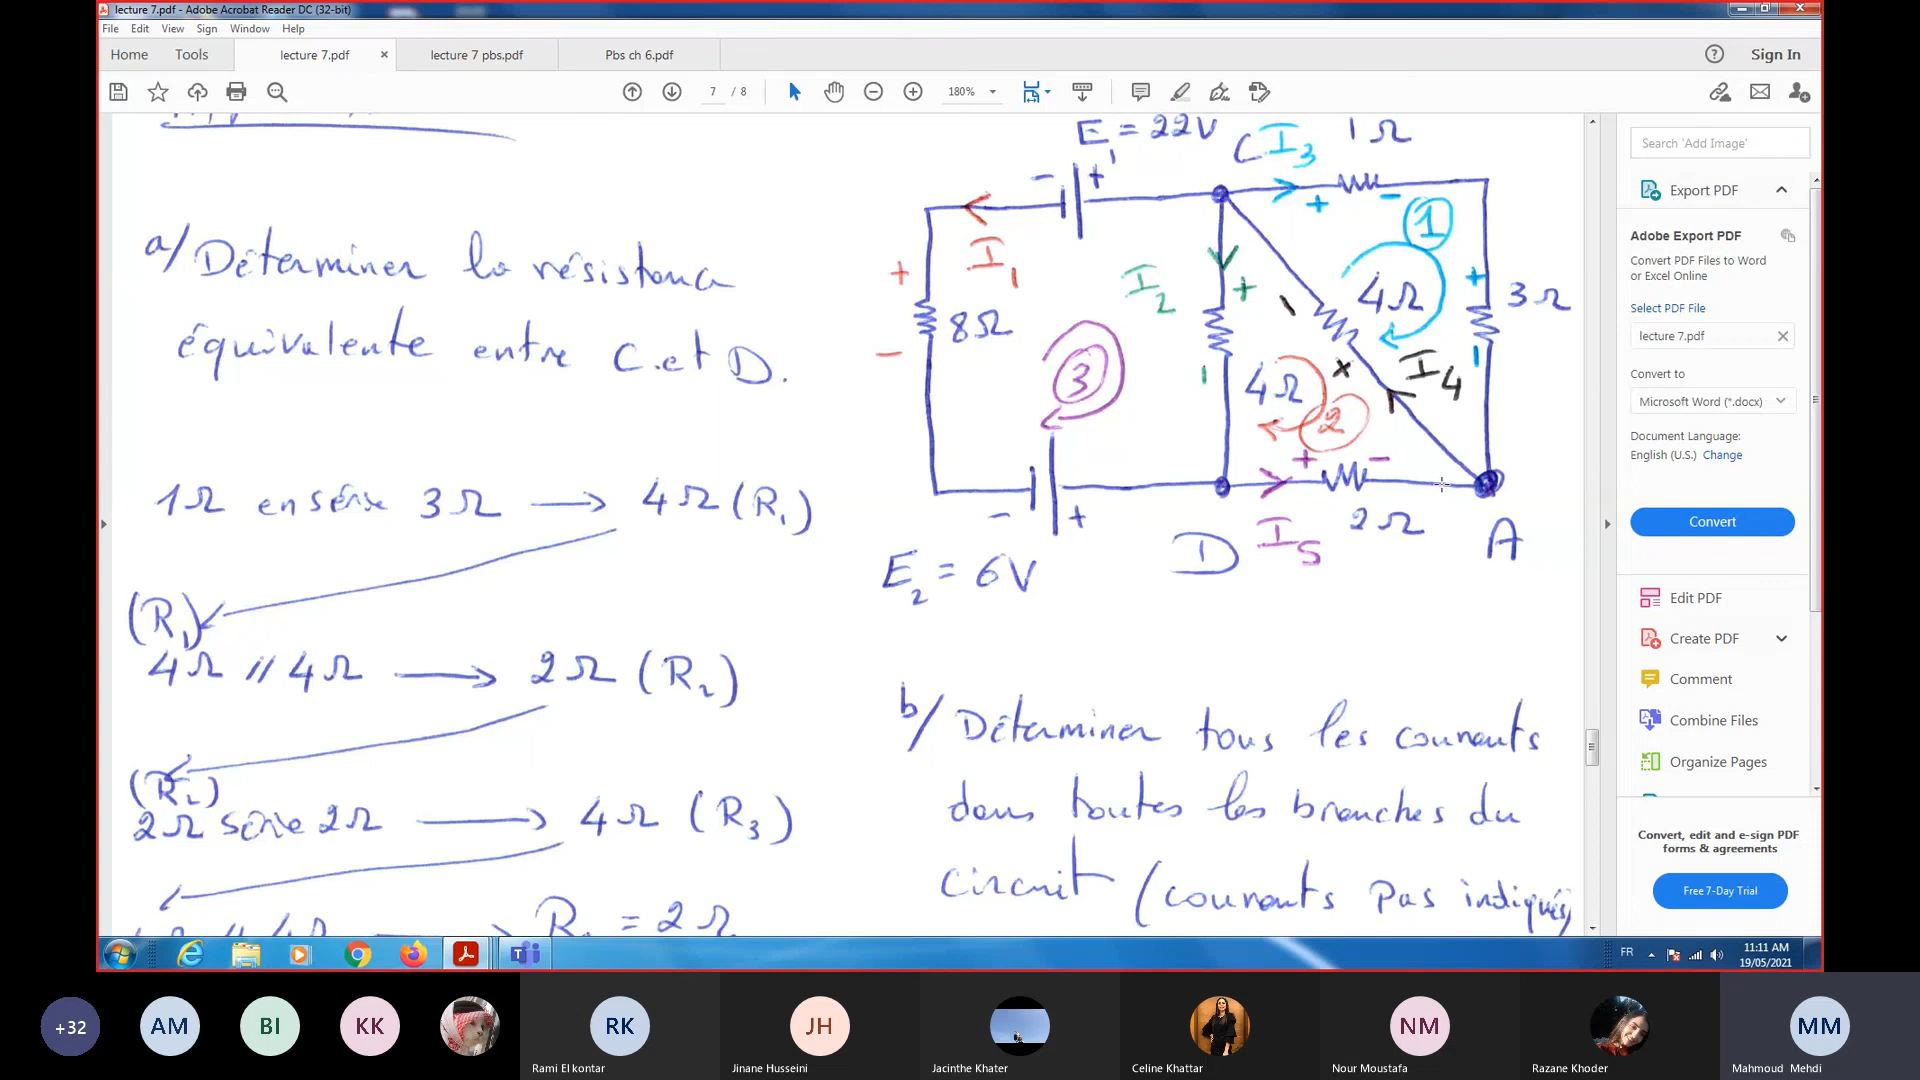 lecture 7.pdf - Adobe Acrobat Reader DC (32-bit)
File Edit View Sign Window Help
Home Tools lecture 7.pdf × lecture 7 pbs.pdf Pbs ch 6.pdf Sign In
7 / 8 180%
E₁ = 22V C I₃ 1Ω
- + + -
a/ Déterminer la résistance
équivalente entre C et D.
I₁ I₂ 4Ω 1 3Ω
+ 8Ω - + - + -
3 4Ω 2 I₄
+ -
- + D I₅ 2Ω A
E₂ = 6V
1Ω en série 3Ω → 4Ω (R₁)
(R₁)
4Ω // 4Ω → 2Ω (R₂)
(R₂)
2Ω série 2Ω → 4Ω (R₃)
b/ Déterminer tous les courants
dans toutes les branches du
circuit (courants pas indiqués)
= 2Ω
Search 'Add Image'
Export PDF
Adobe Export PDF
Convert PDF Files to Word
or Excel Online
Select PDF File
lecture 7.pdf
Convert to
Microsoft Word (*.docx)
Document Language:
English (U.S.) Change
Convert
Edit PDF
Create PDF
Comment
Combine Files
Organize Pages
Convert, edit and e-sign PDF
forms & agreements
Free 7-Day Trial
FR 11:11 AM
19/05/2021
+32 AM BI KK RK JH NM MM
Rami El kontar Jinane Husseini Jacinthe Khater Celine Khattar Nour Moustafa Razane Khoder Mahmoud Mehdi